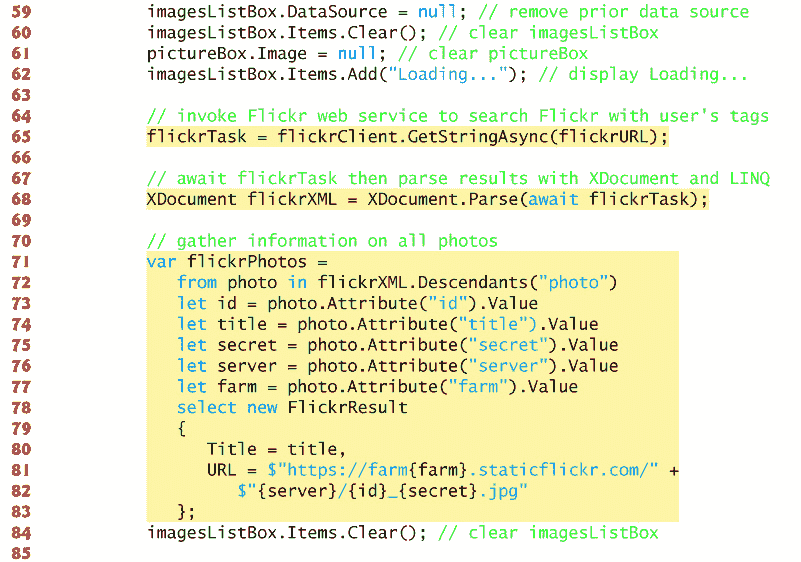 59 imagesListBox.DataSource = null; // remove prior data source
60 imagesListBox.Items.Clear(); // clear imagesListBox
61 pictureBox.Image = null; // clear pictureBox
62 imagesListBox.Items.Add("Loading..."); // display Loading...
63
64 // invoke Flickr web service to search Flickr with user's tags
65 flickrTask = flickrClient.GetStringAsync(flickrURL);
66
67 // await flickrTask then parse results with XDocument and LINQ
68 XDocument flickrXML = XDocument.Parse(await flickrTask);
69
70 // gather information on all photos
71 var flickrPhotos =
72    from photo in flickrXML.Descendants("photo")
73    let id = photo.Attribute("id").Value
74    let title = photo.Attribute("title").Value
75    let secret = photo.Attribute("secret").Value
76    let server = photo.Attribute("server").Value
77    let farm = photo.Attribute("farm").Value
78    select new FlickrResult
79    {
80       Title = title,
81       URL = $"https://farm{farm}.staticflickr.com/" +
82          $"{server}/{id}_{secret}.jpg"
83    };
84 imagesListBox.Items.Clear(); // clear imagesListBox
85